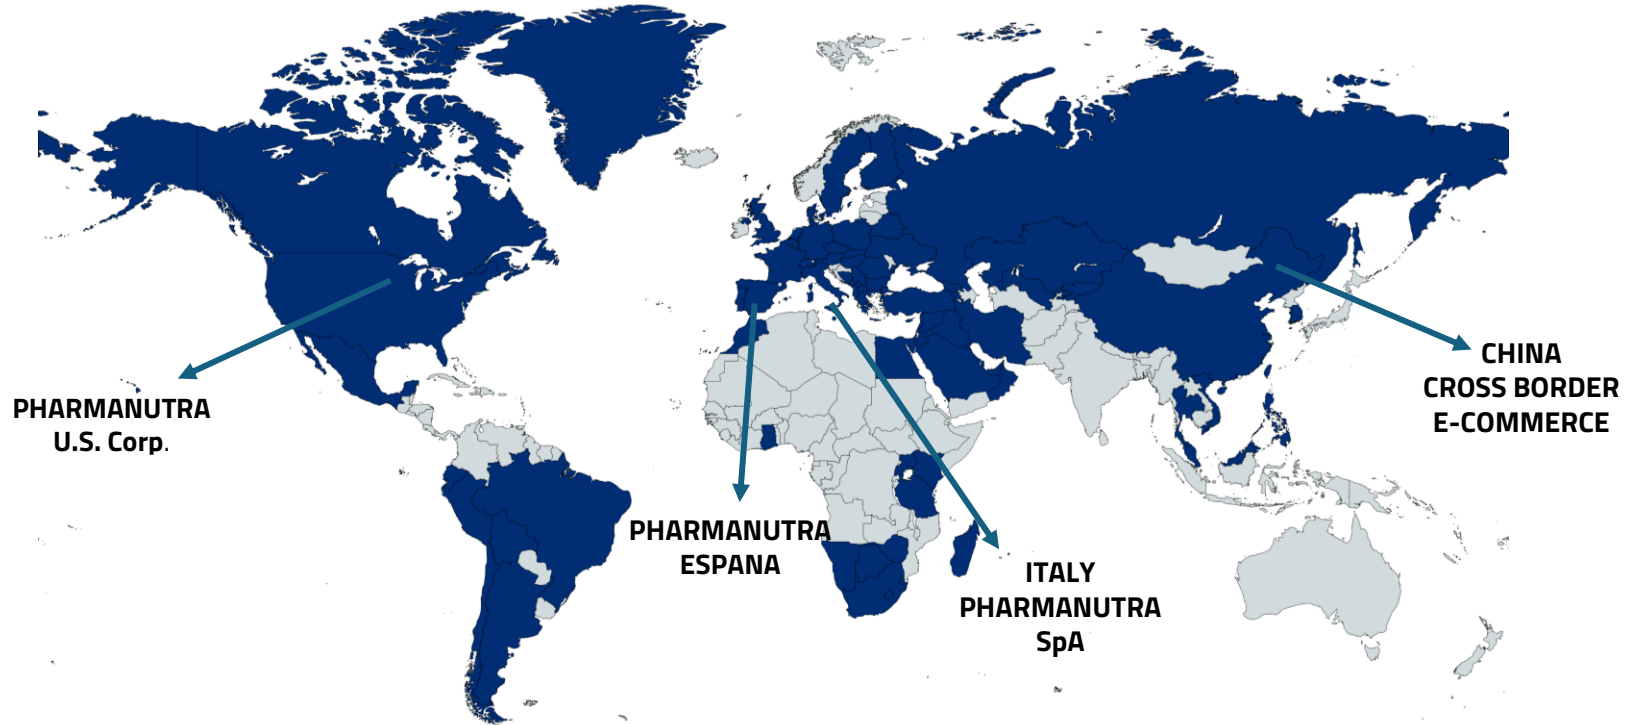 PHARMANUTRA
U.S. Corp.
PHARMANUTRA
ESPANA
ITALY
PHARMANUTRA
SpA
CHINA
CROSS BORDER
E-COMMERCE